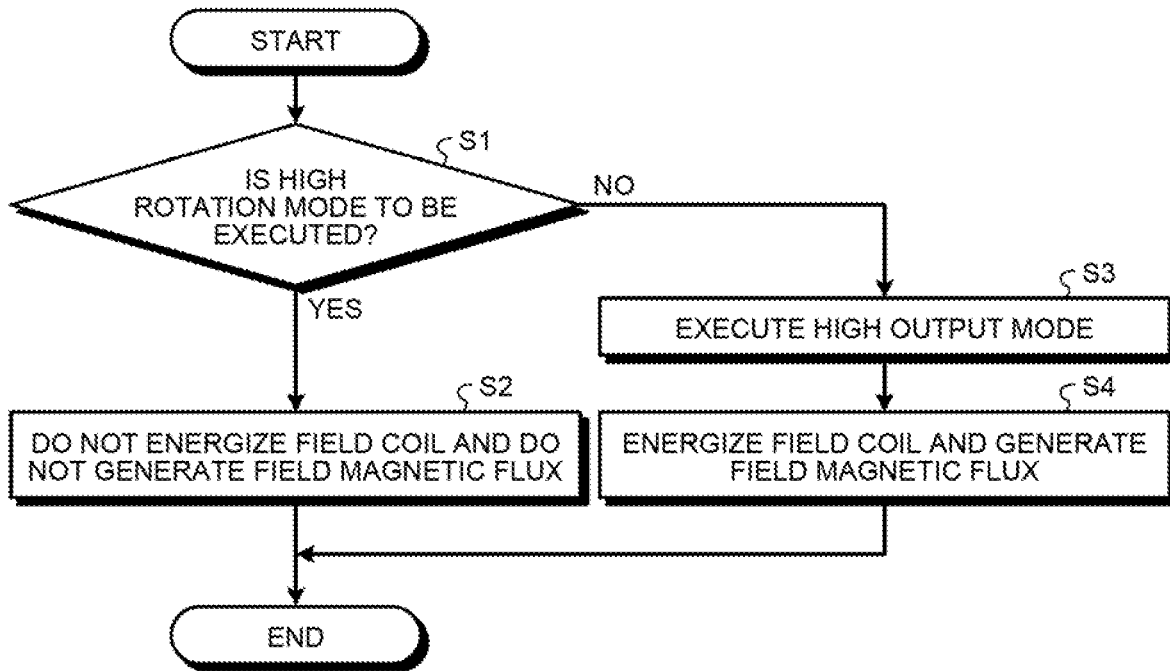 START
S1
IS HIGH
ROTATION MODE TO BE
EXECUTED?
NO
YES
S3
EXECUTE HIGH OUTPUT MODE
S2
DO NOT ENERGIZE FIELD COIL AND DO
NOT GENERATE FIELD MAGNETIC FLUX
S4
ENERGIZE FIELD COIL AND GENERATE
FIELD MAGNETIC FLUX
END